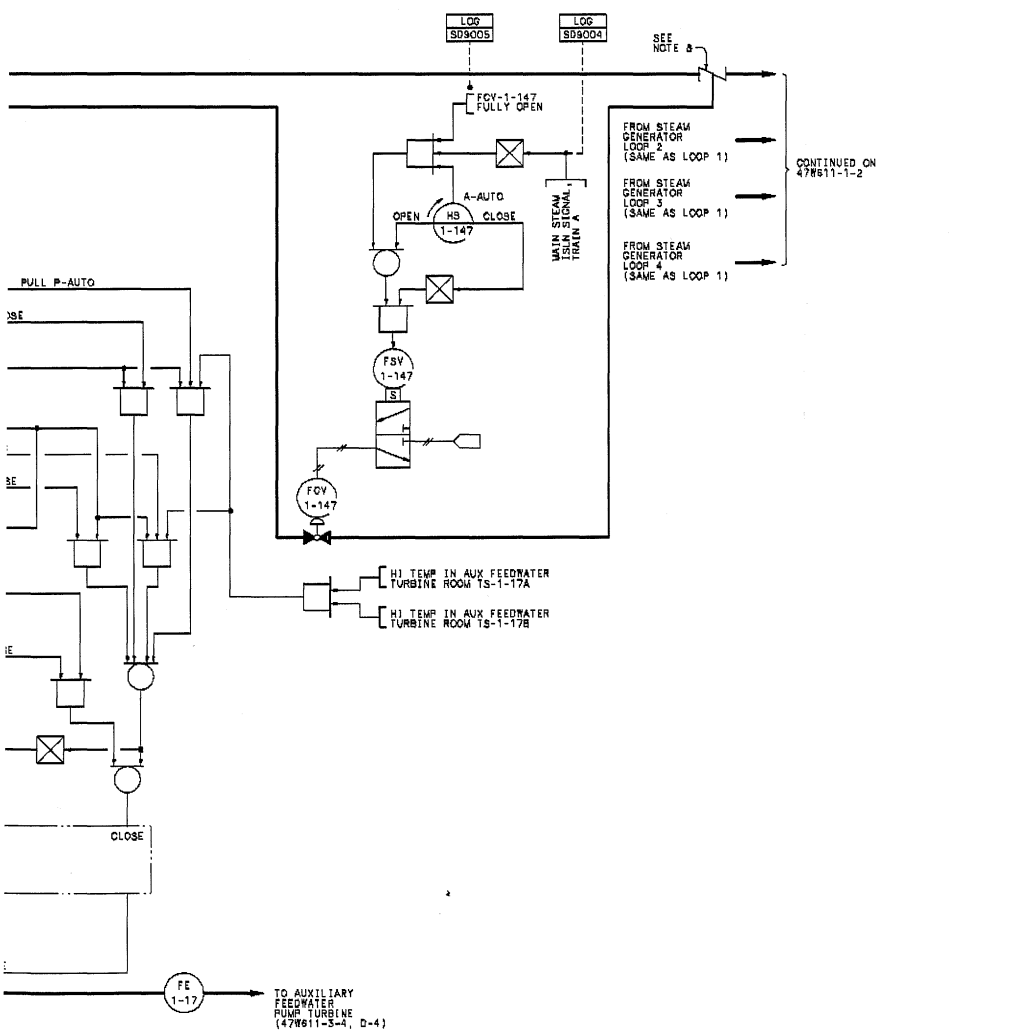 LOG
SD9005
LOG
SD9004
SEE
NOTE 8
FCV-1-147
FULLY OPEN
FROM STEAM
GENERATOR
LOOP 2
(SAME AS LOOP 1)
CONTINUED ON
47W611-1-2
FROM STEAM
GENERATOR
LOOP 3
(SAME AS LOOP 1)
FROM STEAM
GENERATOR
LOOP 4
(SAME AS LOOP 1)
A-AUTO
OPEN
HS
1-147
CLOSE
MAIN STEAM
ISLN SIGNAL,
TRAIN A
PULL P-AUTO
OSE
FSV
1-147
S
SE
FCV
1-147
HI TEMP IN AUX FEEDWATER
TURBINE ROOM TS-1-17A
HI TEMP IN AUX FEEDWATER
TURBINE ROOM TS-1-17B
SE
CLOSE
FE
1-17
TO AUXILIARY
FEEDWATER
PUMP TURBINE
(47W611-3-4, D-4)